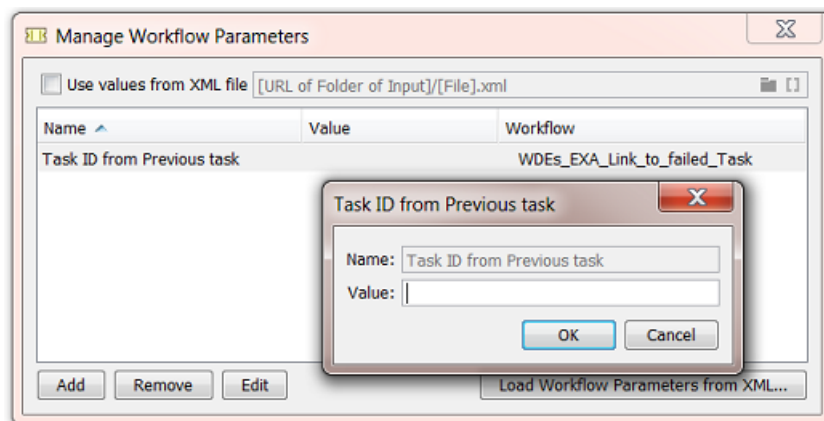 Manage Workflow Parameters
Use values from XML file [URL of Folder of Input]/[File].xml
Name Value Workflow
Task ID from Previous task WDEs_EXA_Link_to_failed_Task
Task ID from Previous task
Name: Task ID from Previous task
Value:
OK Cancel
Add Remove Edit Load Workflow Parameters from XML...